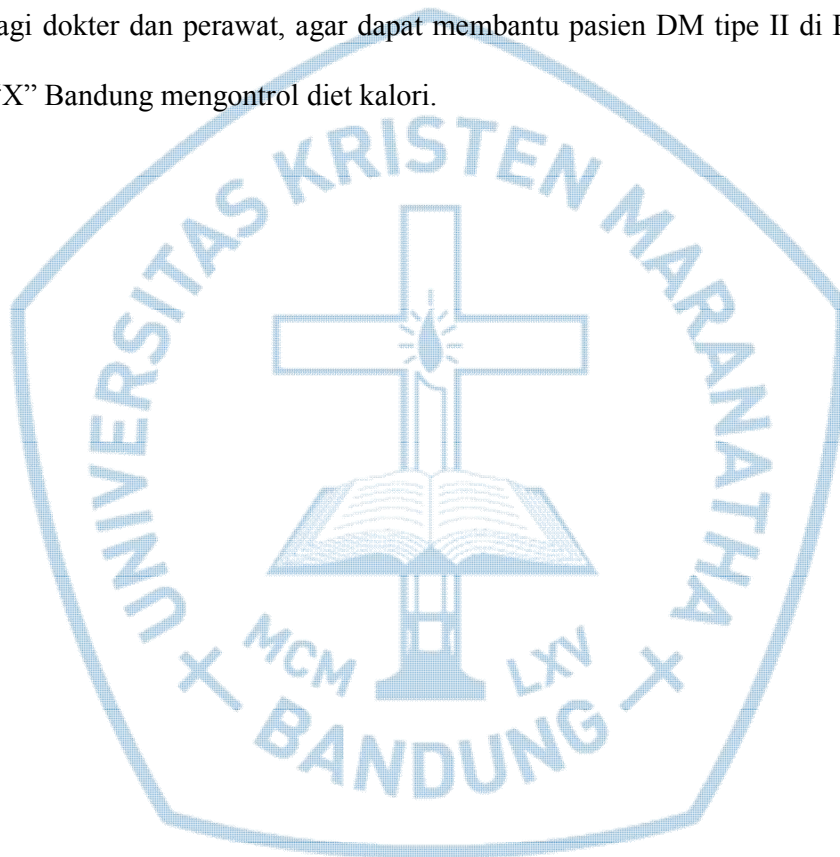 agi dokter dan perawat, agar dapat membantu pasien DM tipe II di
X” Bandung mengontrol diet kalori.
UNIVERSITAS KRISTEN MARANATHA
MCM LXV
BANDUNG